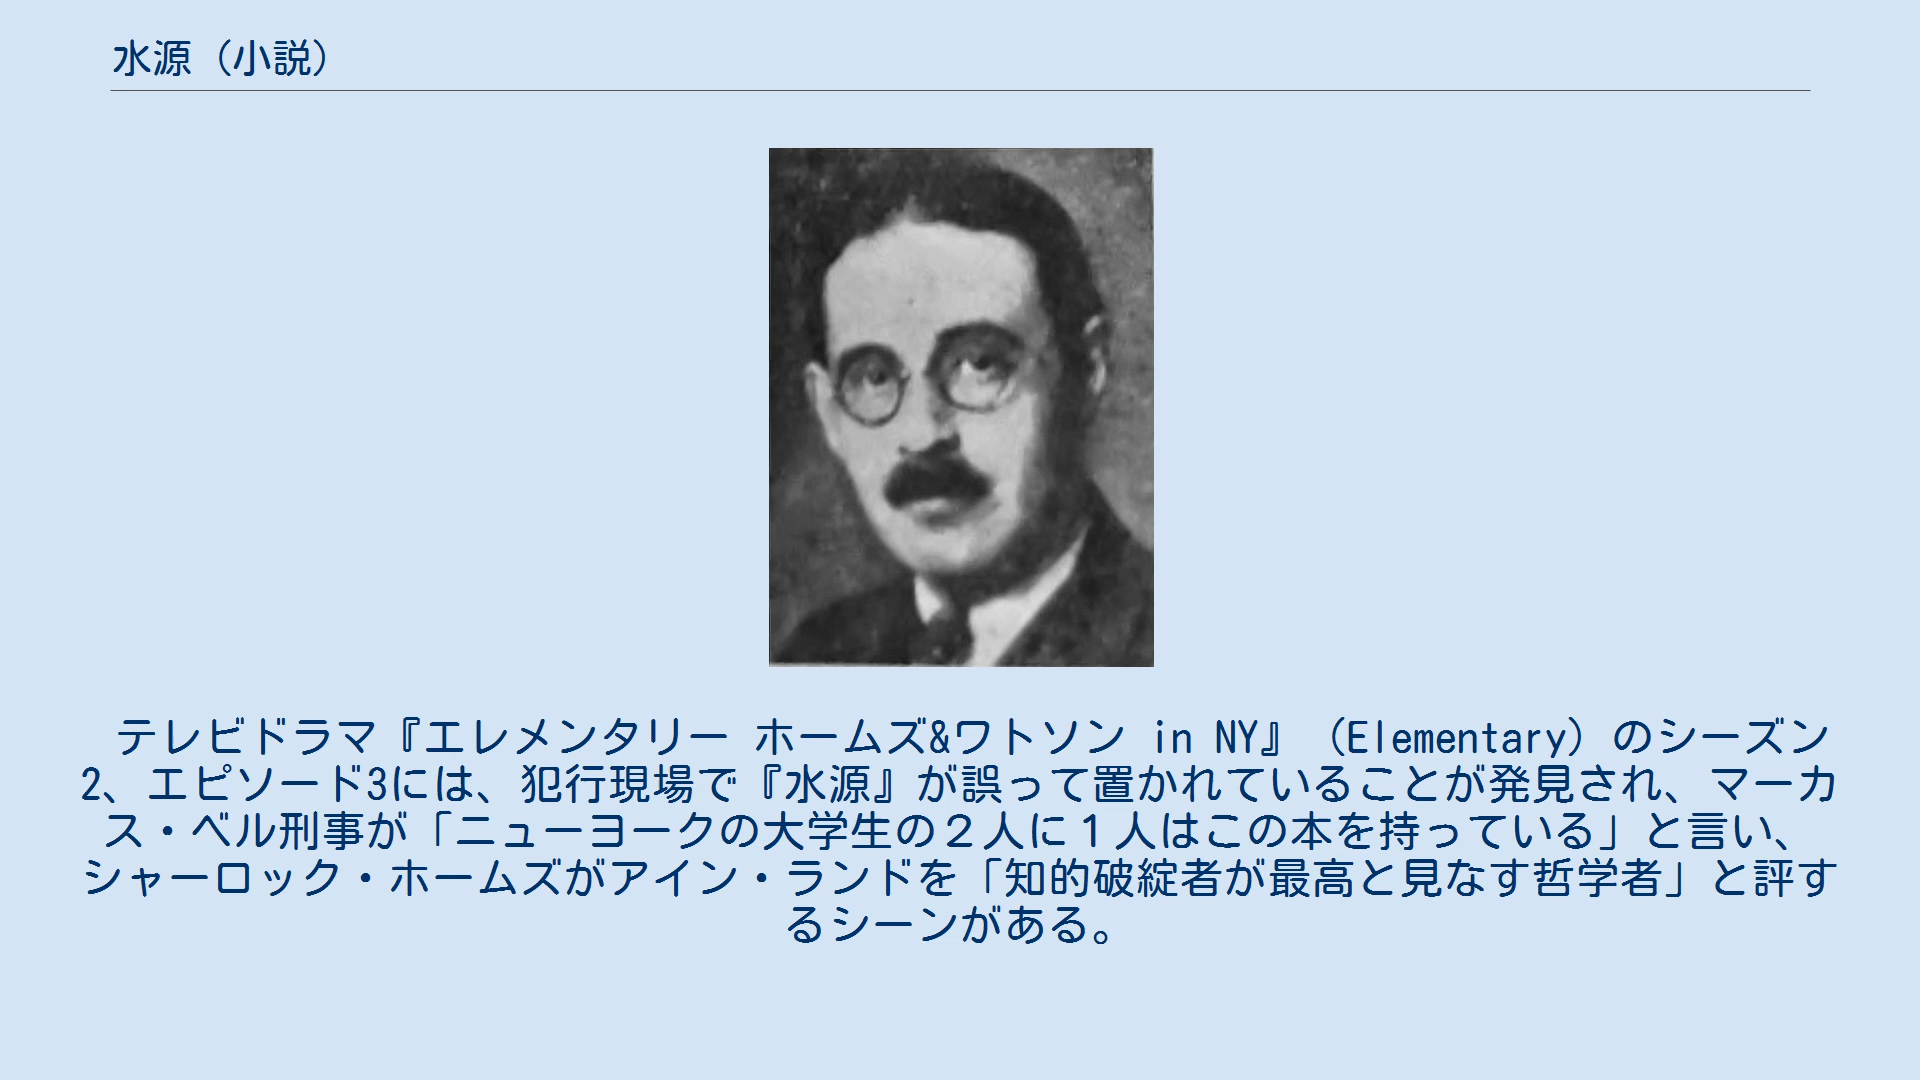 水源（小説）
テレビドラマ『エレメンタリー ホームズ&ワトソン in NY』（Elementary）のシーズン
2、エピソード3には、犯行現場で『水源』が誤って置かれていることが発見され、マーカ
ス・ベル刑事が「ニューヨークの大学生の２人に１人はこの本を持っている」と言い、
シャーロック・ホームズがアイン・ランドを「知的破綻者が最高と見なす哲学者」と評す
るシーンがある。